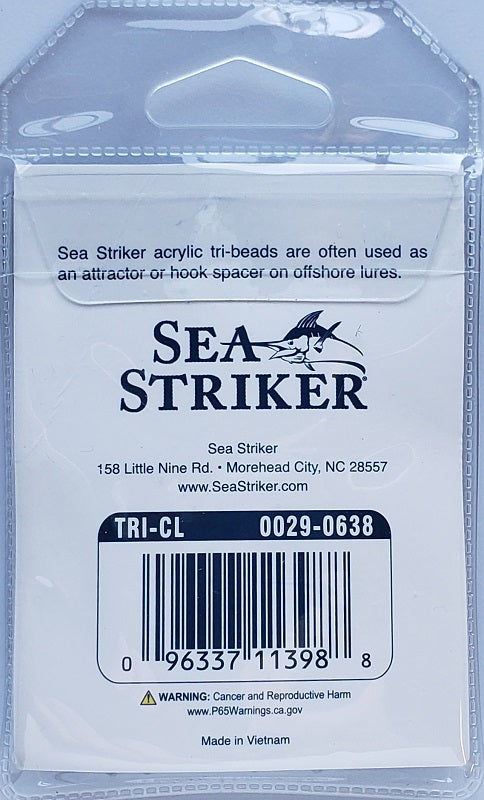 Sea Striker acrylic tri-beads are often used as
an attractor or hook spacer on offshore lures.
SEA
STRIKER®
Sea Striker
158 Little Nine Rd. • Morehead City, NC 28557
www.SeaStriker.com
TRI-CL 0029-0638
0 96337 11398 8
WARNING: Cancer and Reproductive Harm
www.P65Warnings.ca.gov
Made in Vietnam